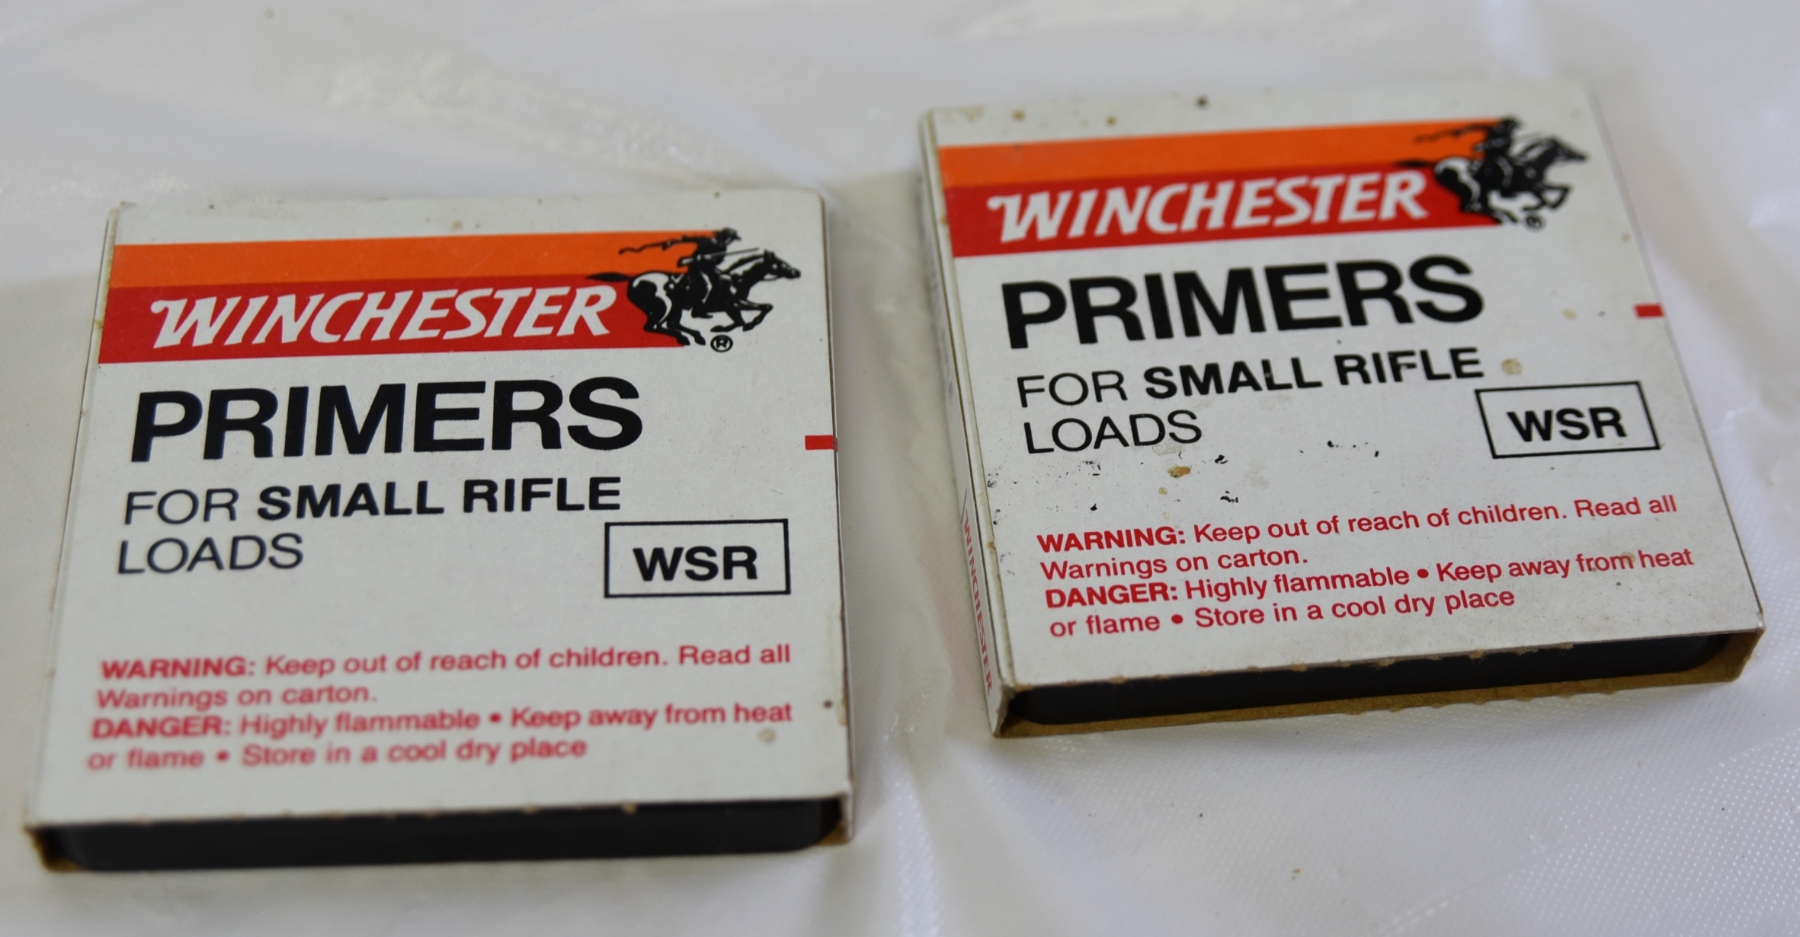 WINCHESTER
®
PRIMERS
FOR SMALL RIFLE
LOADS
WSR
WARNING: Keep out of reach of children. Read all
Warnings on carton.
DANGER: Highly flammable • Keep away from heat
or flame • Store in a cool dry place
WINCHESTER
®
PRIMERS
FOR SMALL RIFLE
LOADS
WSR
WARNING: Keep out of reach of children. Read all
Warnings on carton.
DANGER: Highly flammable • Keep away from heat
or flame • Store in a cool dry place
WINCHESTER